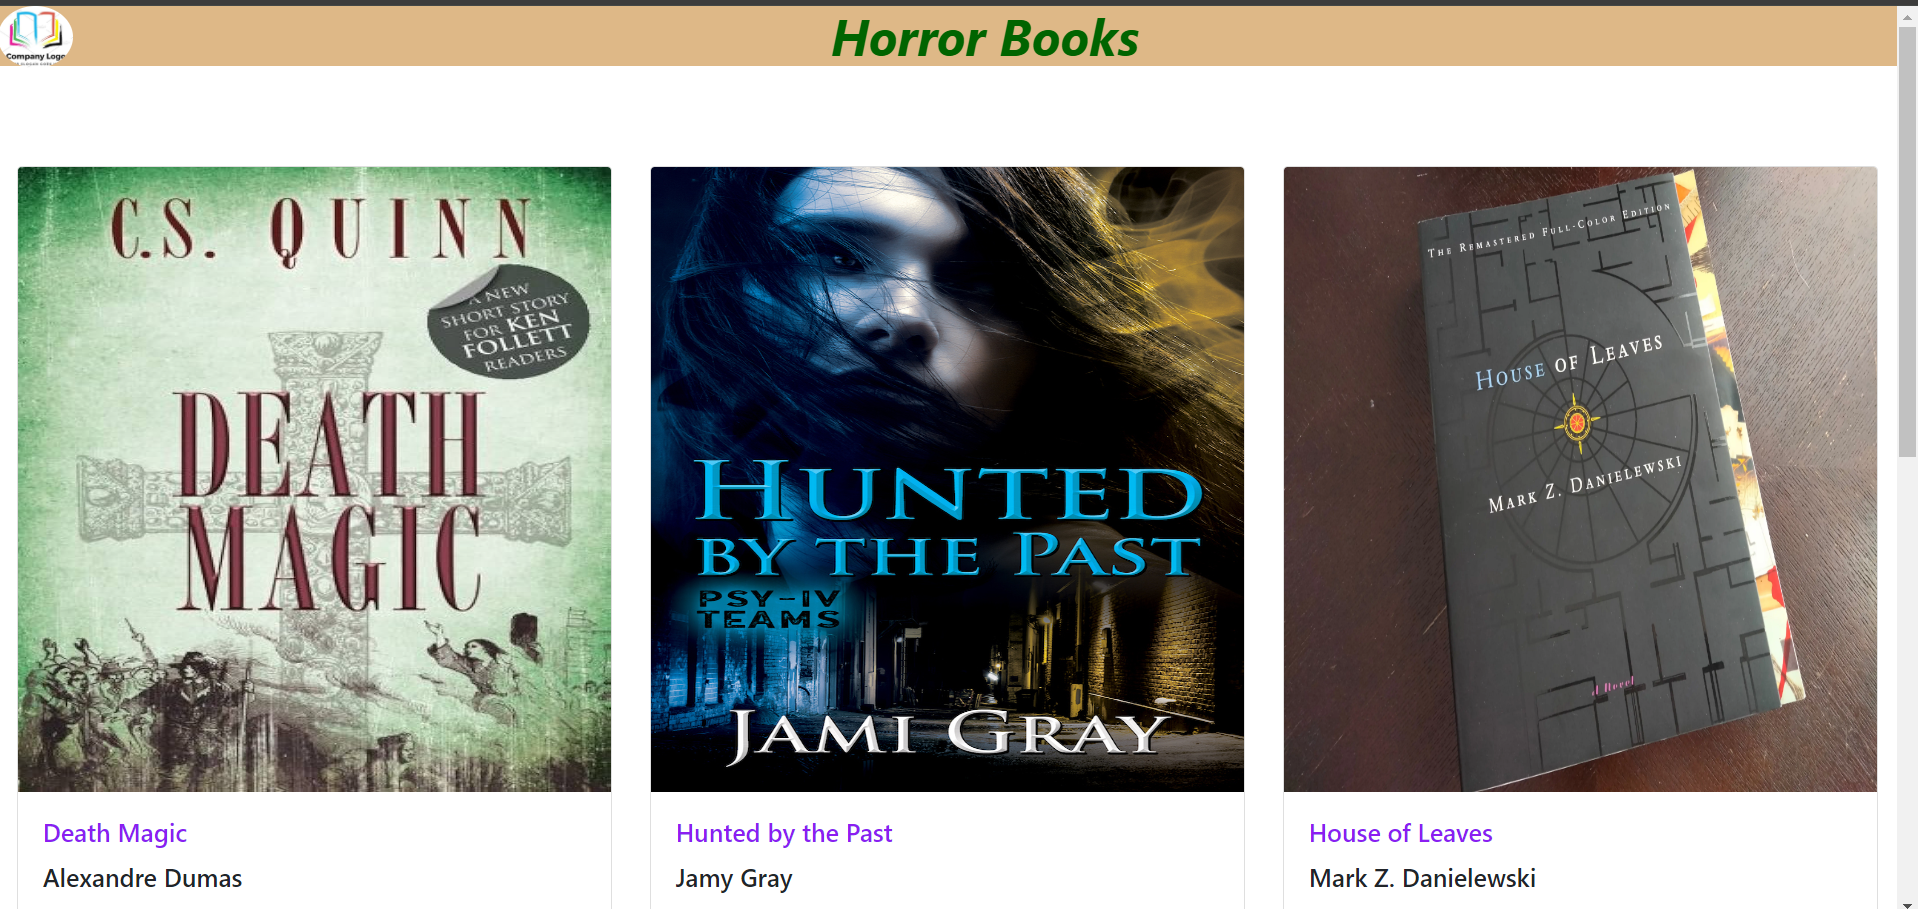 Company Logo
Horror Books
C.S. QUINN
A NEW
SHORT STORY
FOR KEN
FOLLETT
READERS
DEATH
MAGIC
HUNTED
BY THE PAST
PSY-IV
TEAMS
JAMI GRAY
THE REMASTERED FULL-COLOR EDITION
HOUSE OF LEAVES
MARK Z. DANIELEWSKI
A Novel
Death Magic
Alexandre Dumas
Hunted by the Past
Jamy Gray
House of Leaves
Mark Z. Danielewski